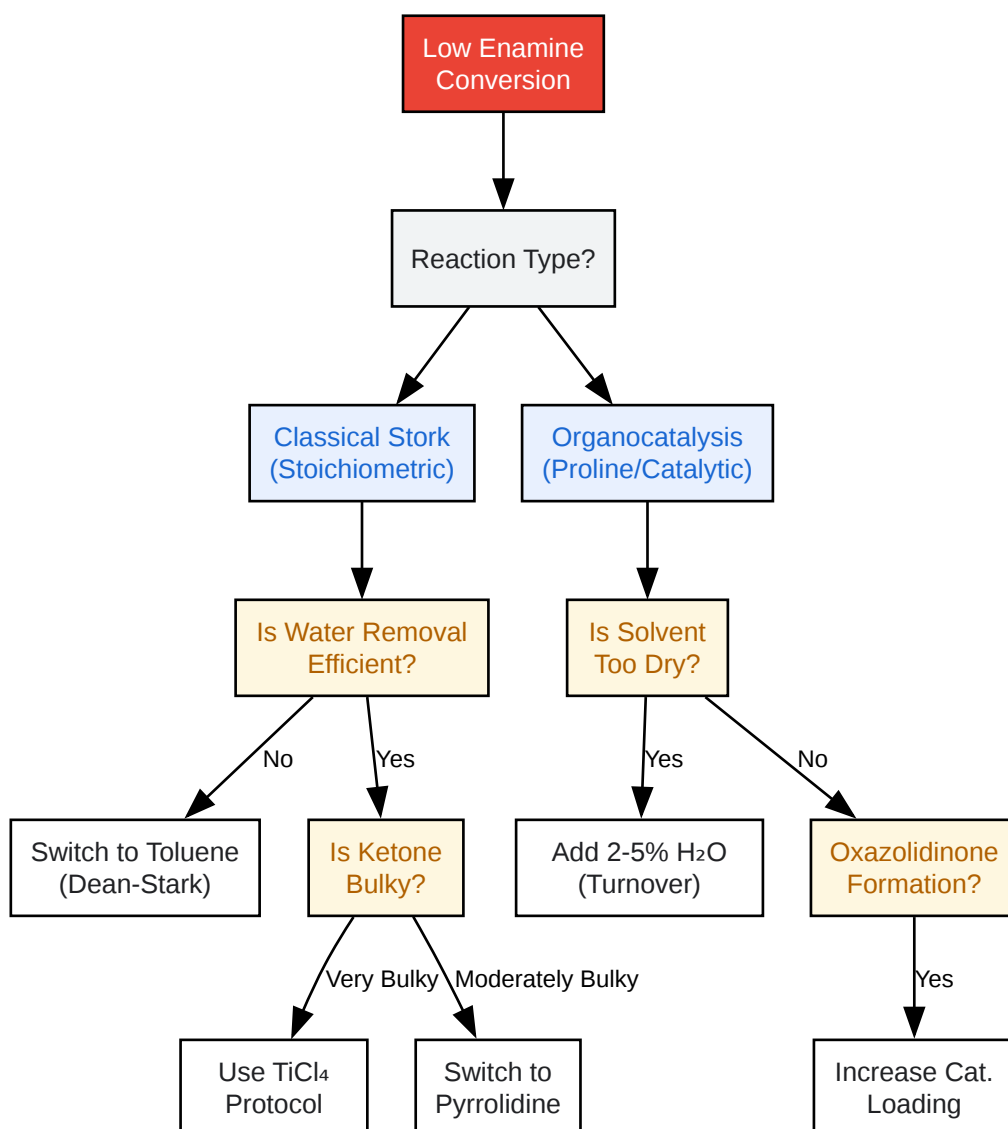 Low Enamine
Conversion
Reaction Type?
Classical Stork
(Stoichiometric)
Organocatalysis
(Proline/Catalytic)
Is Water Removal
Efficient?
Is Solvent
Too Dry?
No
Yes
Yes
No
Switch to Toluene
(Dean-Stark)
Is Ketone
Bulky?
Add 2-5% H₂O
(Turnover)
Oxazolidinone
Formation?
Very Bulky
Moderately Bulky
Yes
Use TiCl₄
Protocol
Switch to
Pyrrolidine
Increase Cat.
Loading